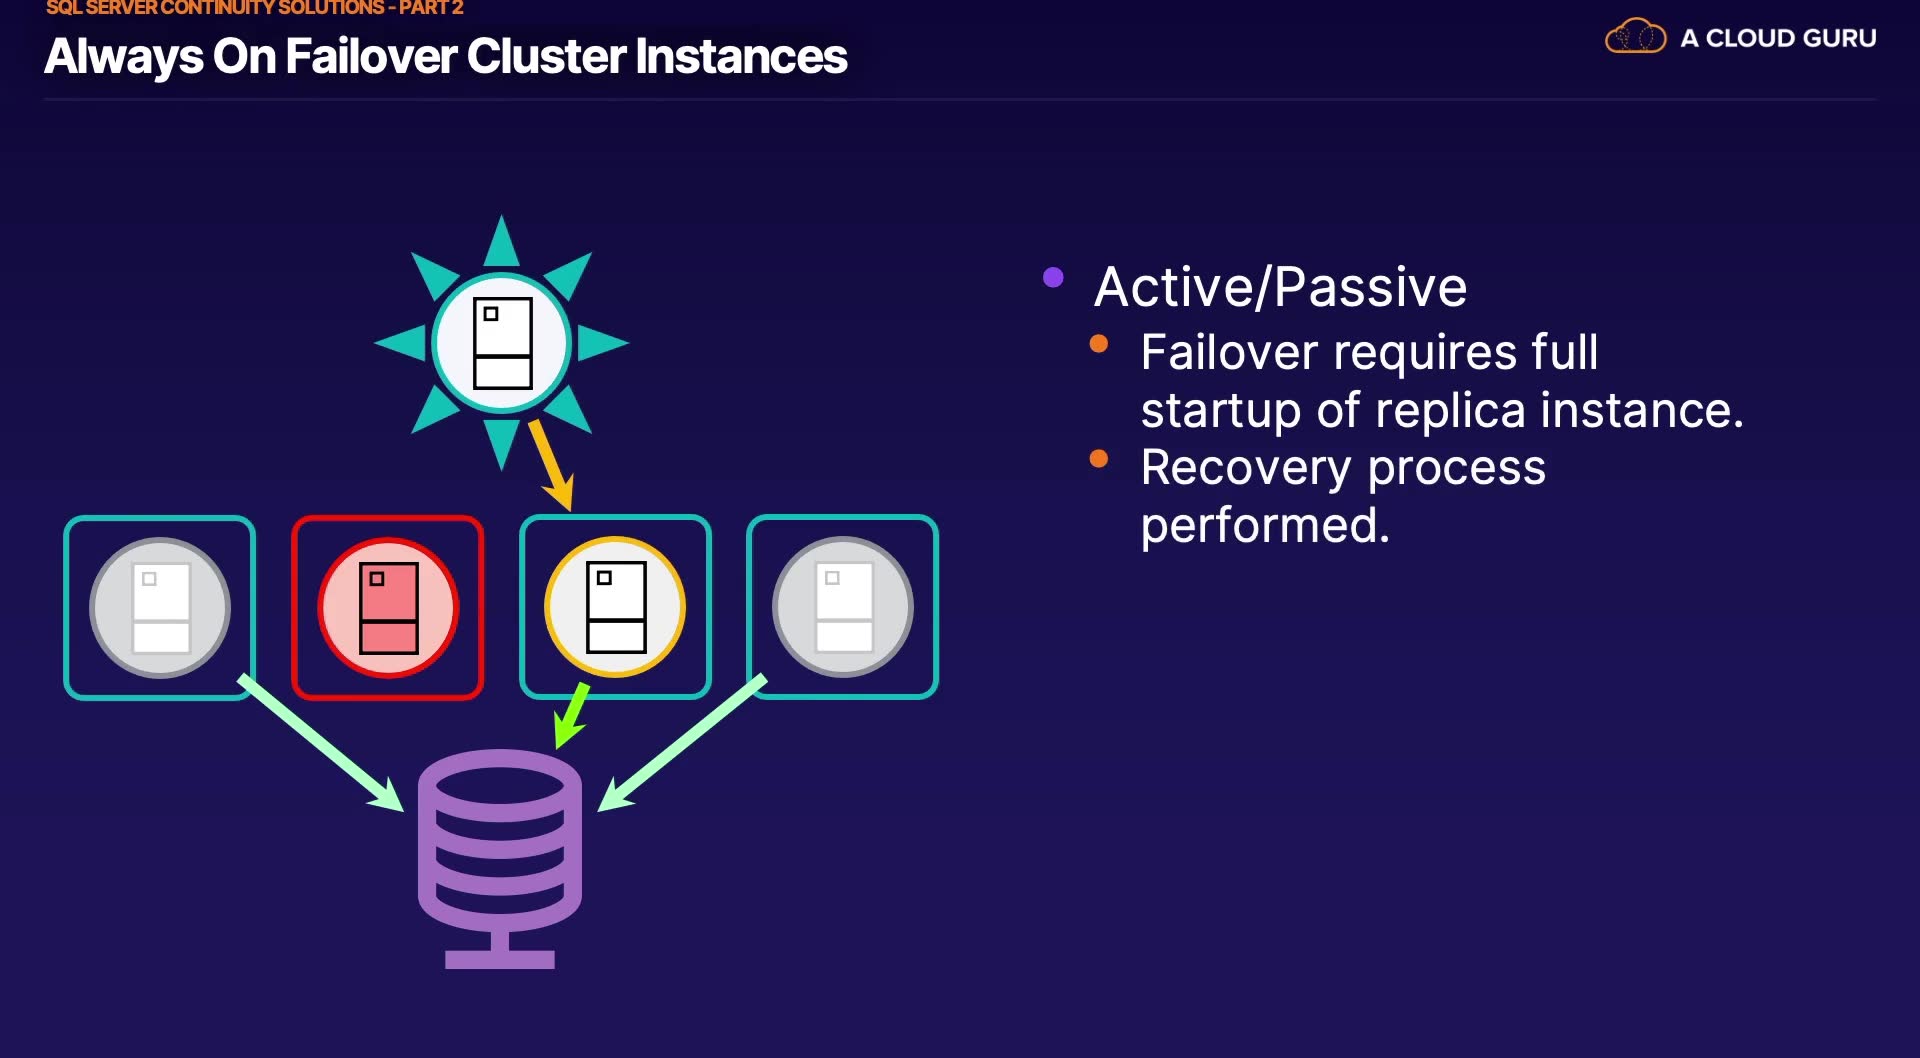 SQL SERVER CONTINUITY SOLUTIONS - PART 2
Always On Failover Cluster Instances
A CLOUD GURU
Active/Passive
Failover requires full
startup of replica instance.
Recovery process
performed.